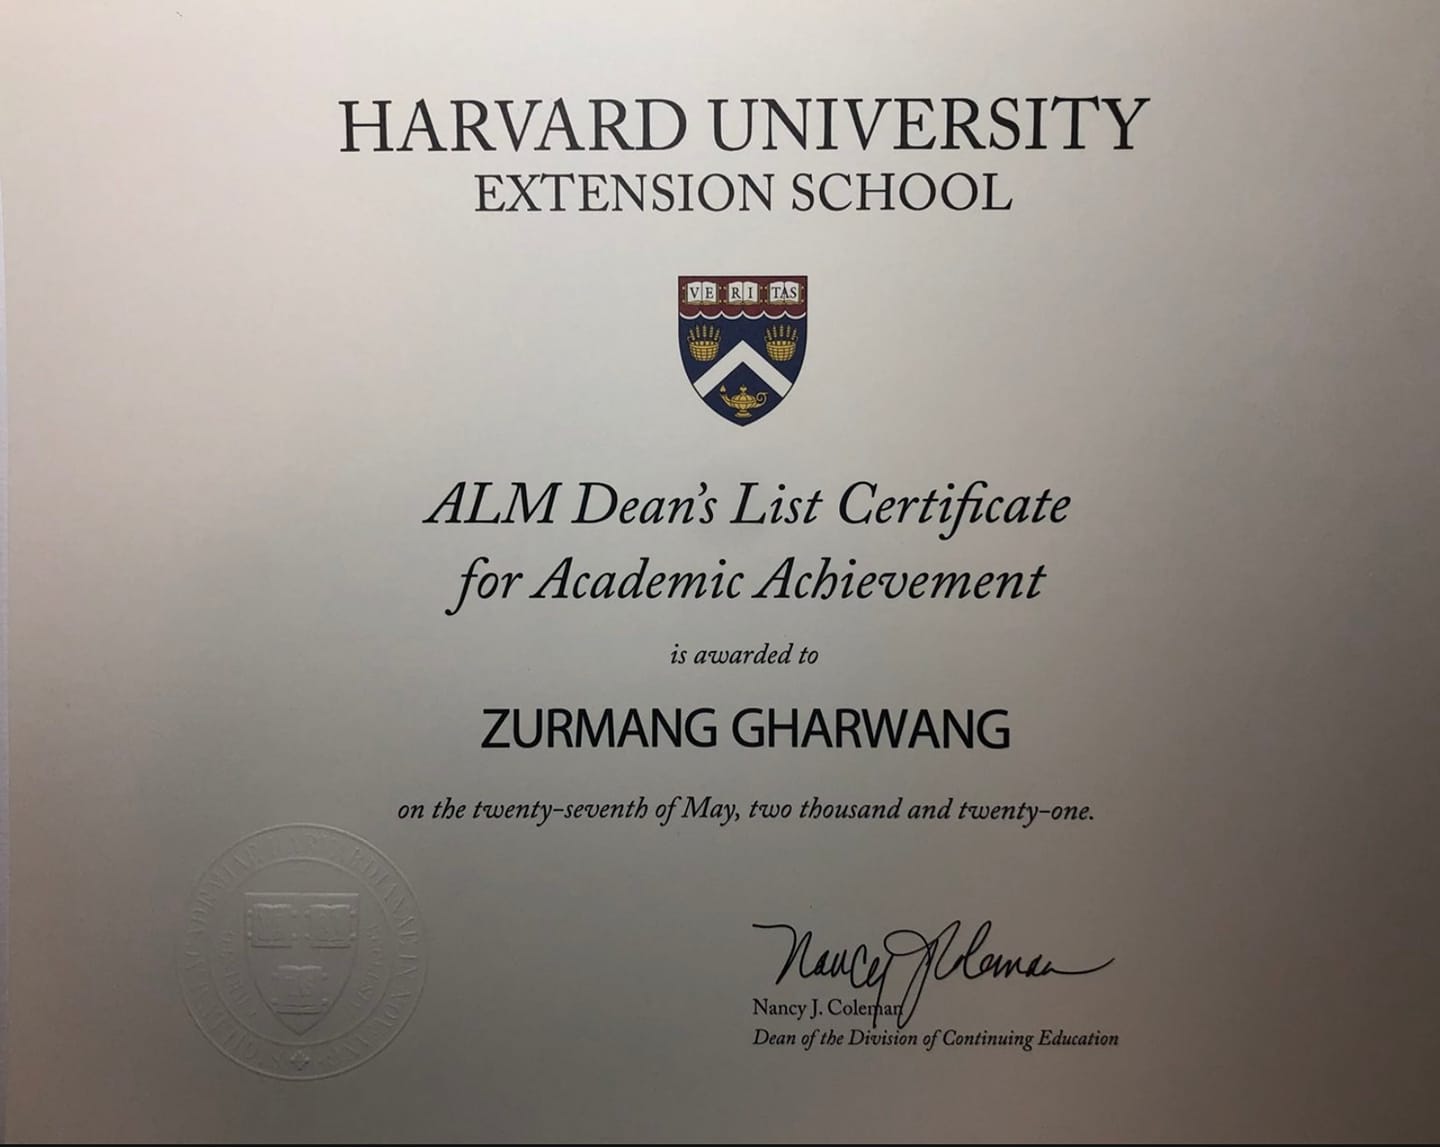 HARVARD UNIVERSITY
EXTENSION SCHOOL
VE RI TAS
ALM Dean's List Certificate
for Academic Achievement
is awarded to
ZURMANG GHARWANG
on the twenty-seventh of May, two thousand and twenty-one.
Nancy J. Coleman
Nancy J. Coleman
Dean of the Division of Continuing Education